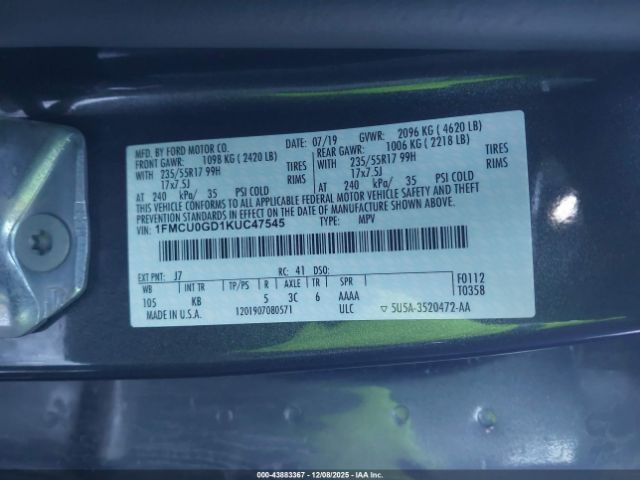 MFD. BY FORD MOTOR CO. DATE: 07/19 GVWR: 2096 KG ( 4620 LB)
FRONT GAWR: 1098 KG ( 2420 LB) REAR GAWR: 1006 KG ( 2218 LB)
WITH 235/55R17 99H TIRES WITH 235/55R17 99H TIRES
17x7.5J RIMS 17x7.5J RIMS
AT 240 kPa/ 35 PSI COLD AT 240 kPa/ 35 PSI COLD
THIS VEHICLE CONFORMS TO ALL APPLICABLE FEDERAL MOTOR VEHICLE SAFETY AND THEFT
PREVENTION STANDARDS IN EFFECT ON THE DATE OF MANUFACTURE SHOWN ABOVE.
VIN: 1FMCU0GD1KUC47545 TYPE: MPV
EXT PNT: J7 RC: 41 DSO: F0112
WB INT TR TP/PS R AXLE TR SPR T0358
105 KB 5 3C 6 AAAA
MADE IN U.S.A. 1201907080571 ULC ▽ 5U5A-3520472-AA
00-43883367 - 12/08/2025 - IAA Inc.